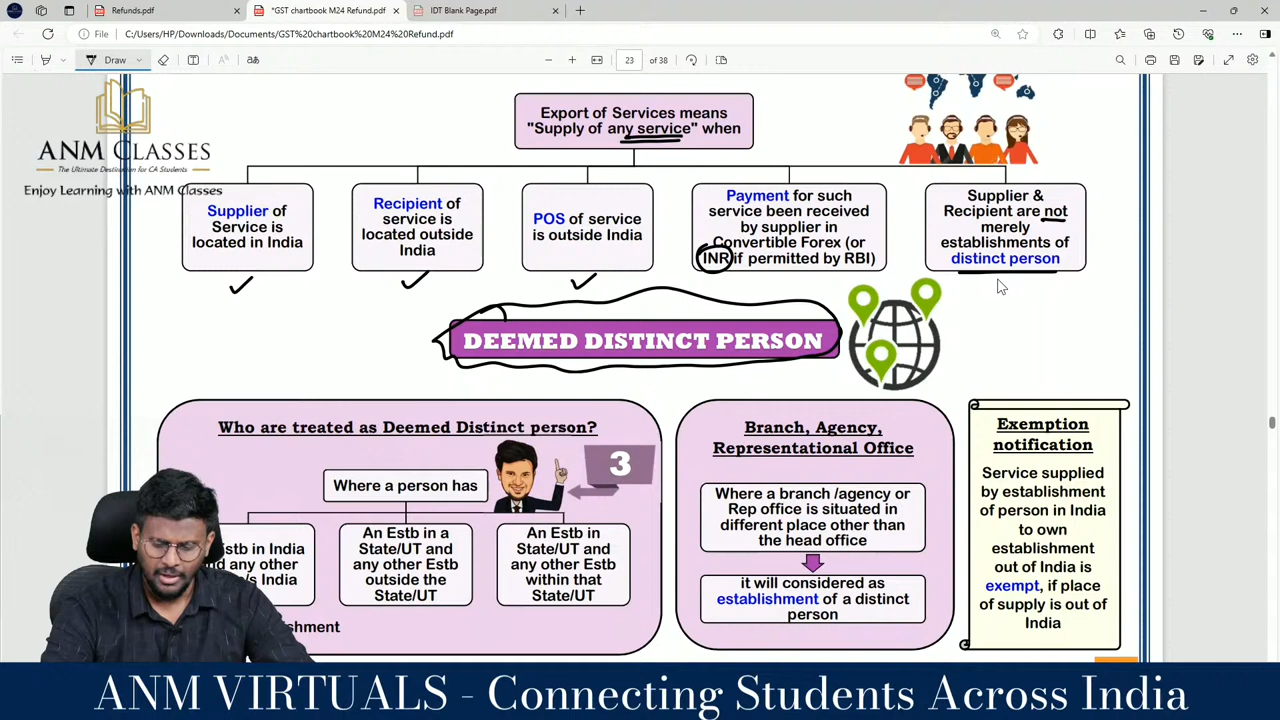 Refunds.pdf
*GST chartbook M24 Refund.pdf
IDT Blank Page.pdf
File
C:/Users/HP/Downloads/Documents/GST%20chartbook%20M24%20Refund.pdf
Draw
23 of 38
ANM CLASSES
The Ultimate Destination for CA Students
Enjoy Learning with ANM Classes
Export of Services means
"Supply of any service" when
Supplier of
Service is
located in India
Recipient of
service is
located outside
India
POS of service
is outside India
Payment for such
service been received
by supplier in
Convertible Forex (or
INR if permitted by RBI)
Supplier &
Recipient are not
merely
establishments of
distinct person
DEEMED DISTINCT PERSON
Who are treated as Deemed Distinct person?
3
Where a person has
Estb in India
any other
India
An Estb in a
State/UT and
any other Estb
outside the
State/UT
An Estb in
State/UT and
any other Estb
within that
State/UT
Branch, Agency,
Representational Office
Where a branch /agency or
Rep office is situated in
different place other than
the head office
it will considered as
establishment of a distinct
person
Exemption
notification
Service supplied
by establishment
of person in India
to own
establishment
out of India is
exempt, if place
of supply is out of
India
ANM VIRTUALS - Connecting Students Across India